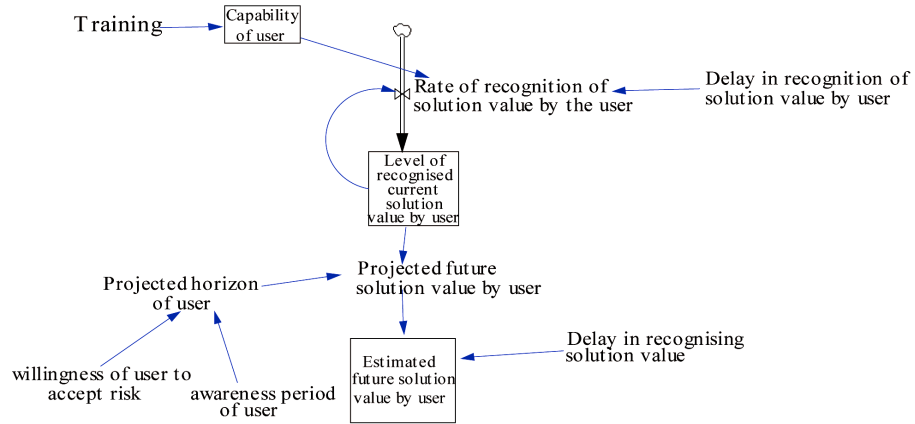 Training
Capability
of user
Rate of recognition of
solution value by the user
Delay in recognition of
solution value by user
Level of
recognised
current
solution
value by user
Projected future
solution value by user
Projected horizon
of user
willingness of user to
accept risk
awareness period
of user
Estimated
future solution
value by user
Delay in recognising
solution value